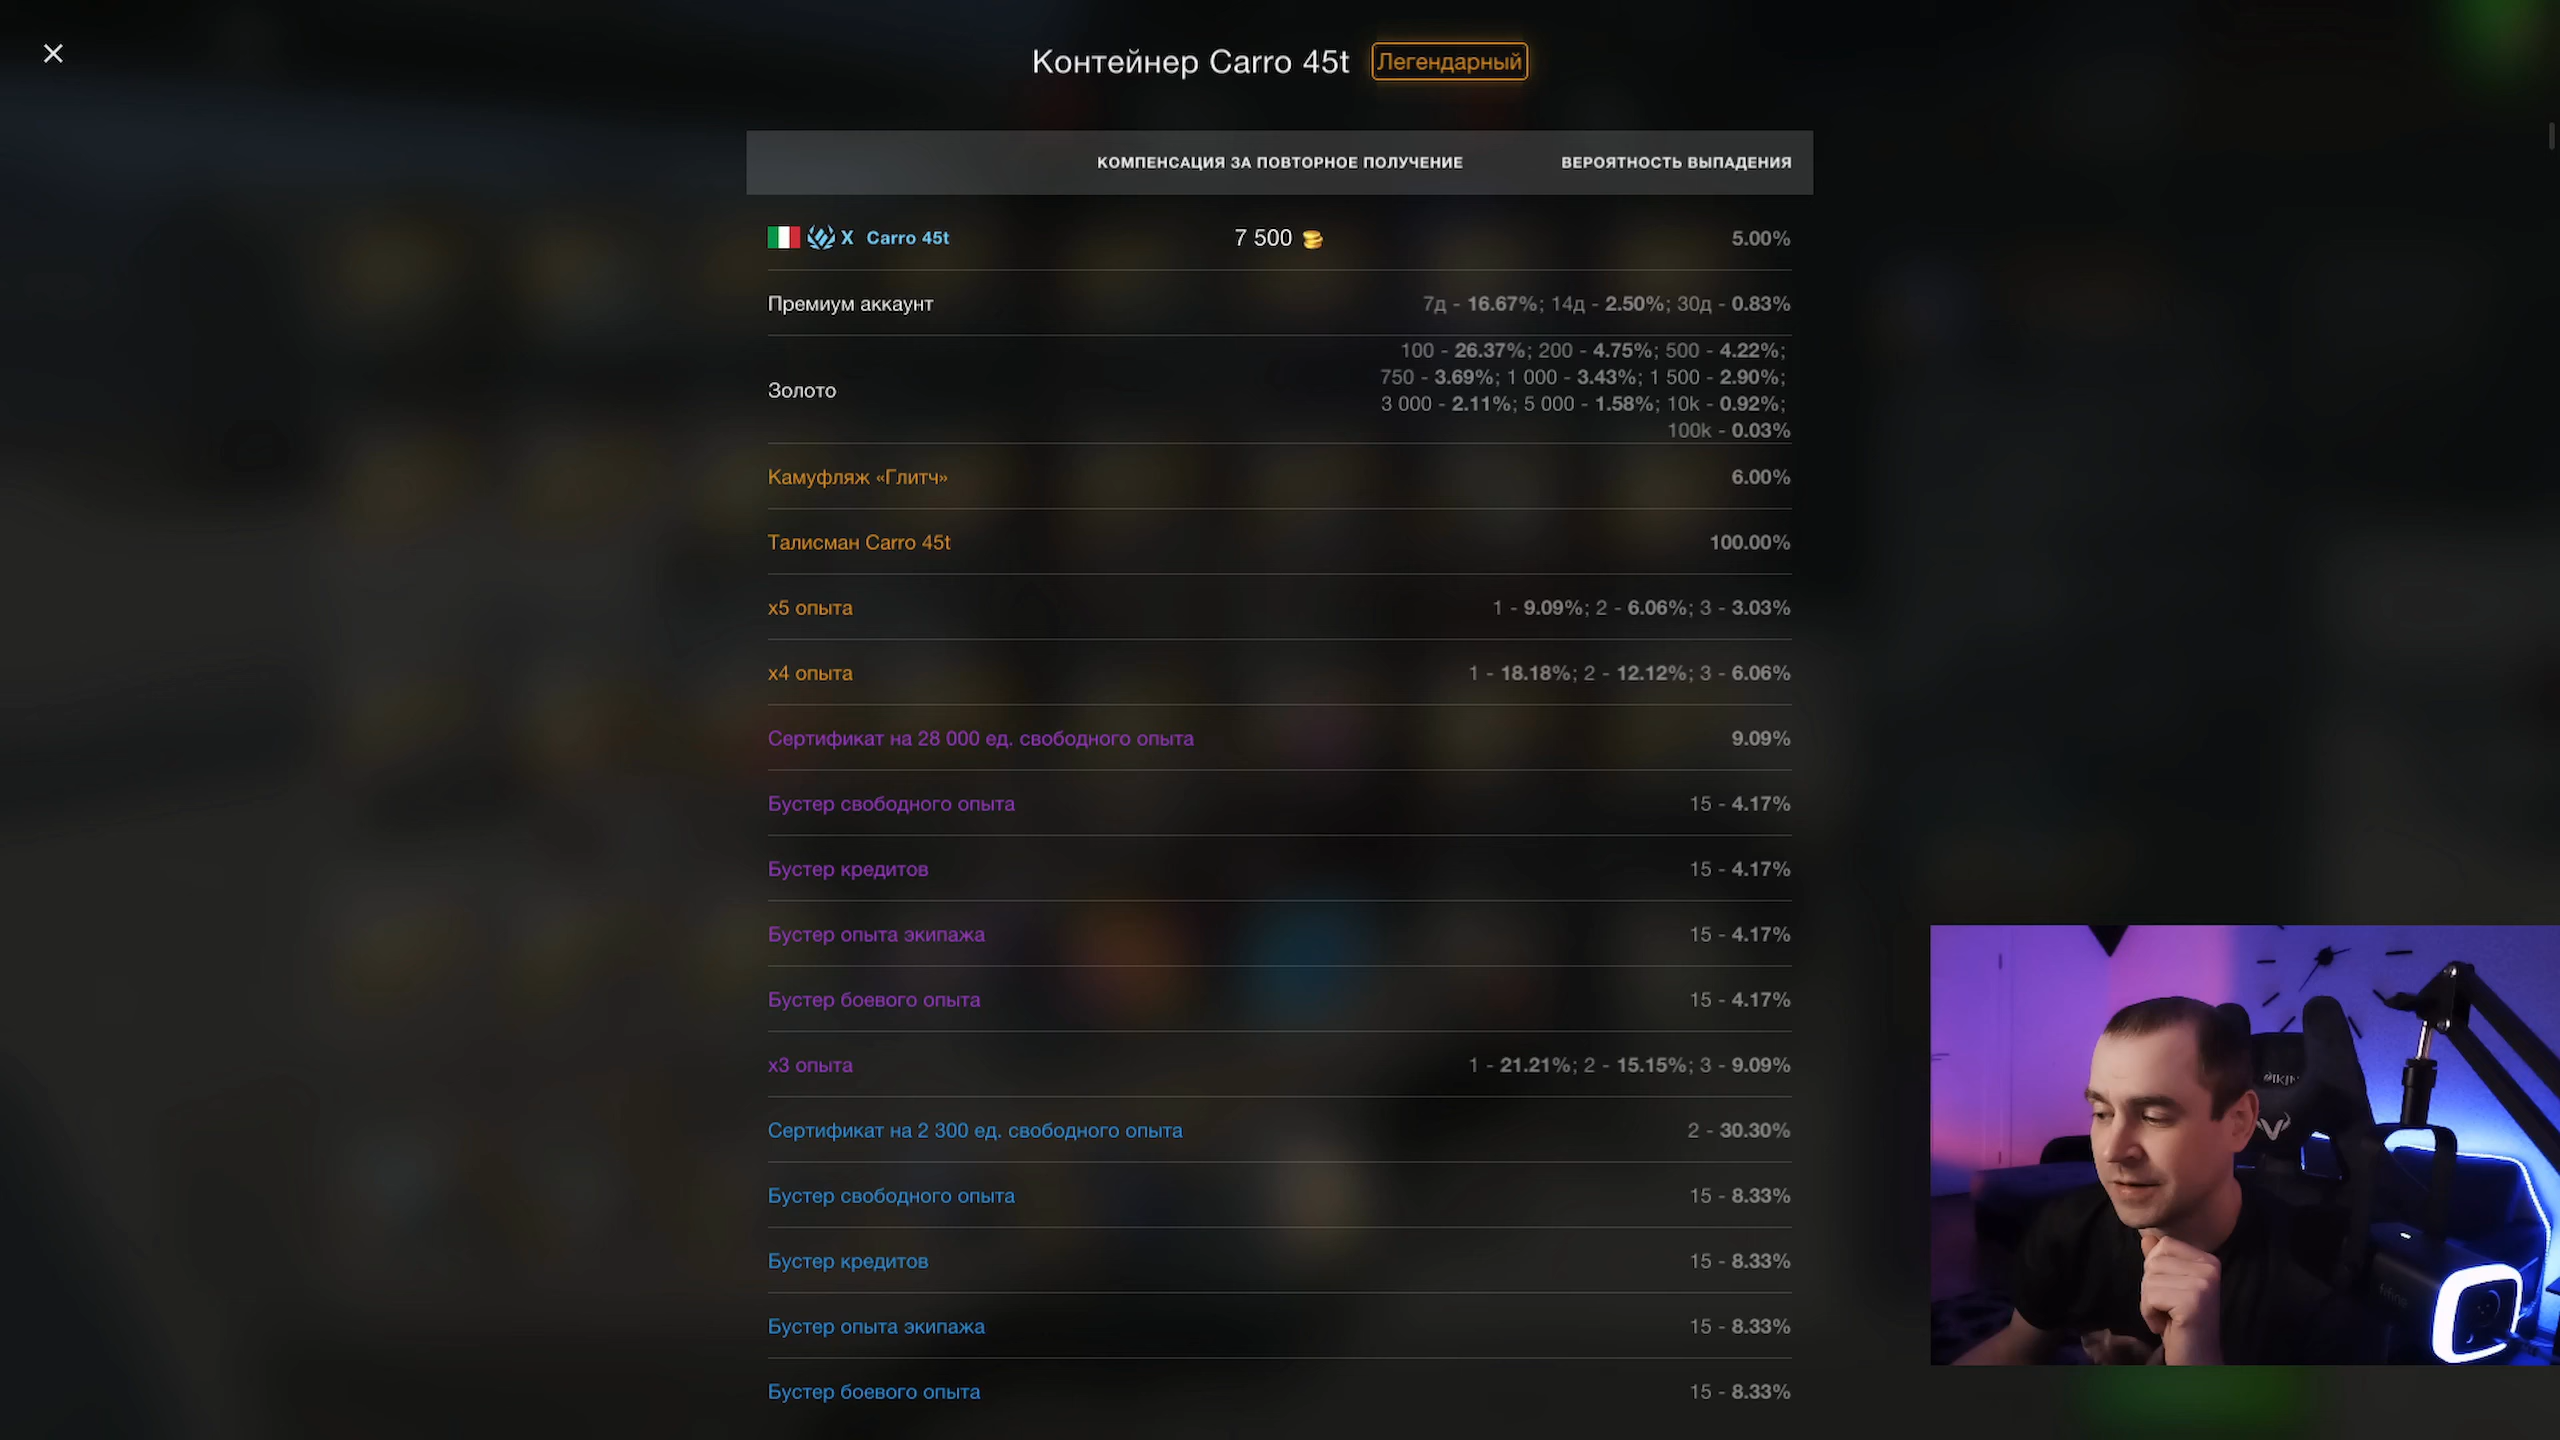 Контейнер Carro 45t Легендарный
КОМПЕНСАЦИЯ ЗА ПОВТОРНОЕ ПОЛУЧЕНИЕ ВЕРОЯТНОСТЬ ВЫПАДЕНИЯ
X Carro 45t 7 500 5.00%
Премиум аккаунт 7д - 16.67%; 14д - 2.50%; 30д - 0.83%
Золото 100 - 26.37%; 200 - 4.75%; 500 - 4.22%;
750 - 3.69%; 1 000 - 3.43%; 1 500 - 2.90%;
3 000 - 2.11%; 5 000 - 1.58%; 10k - 0.92%;
100k - 0.03%
Камуфляж «Глитч» 6.00%
Талисман Carro 45t 100.00%
x5 опыта 1 - 9.09%; 2 - 6.06%; 3 - 3.03%
x4 опыта 1 - 18.18%; 2 - 12.12%; 3 - 6.06%
Сертификат на 28 000 ед. свободного опыта 9.09%
Бустер свободного опыта 15 - 4.17%
Бустер кредитов 15 - 4.17%
Бустер опыта экипажа 15 - 4.17%
Бустер боевого опыта 15 - 4.17%
x3 опыта 1 - 21.21%; 2 - 15.15%; 3 - 9.09%
Сертификат на 2 300 ед. свободного опыта 2 - 30.30%
Бустер свободного опыта 15 - 8.33%
Бустер кредитов 15 - 8.33%
Бустер опыта экипажа 15 - 8.33%
Бустер боевого опыта 15 - 8.33%